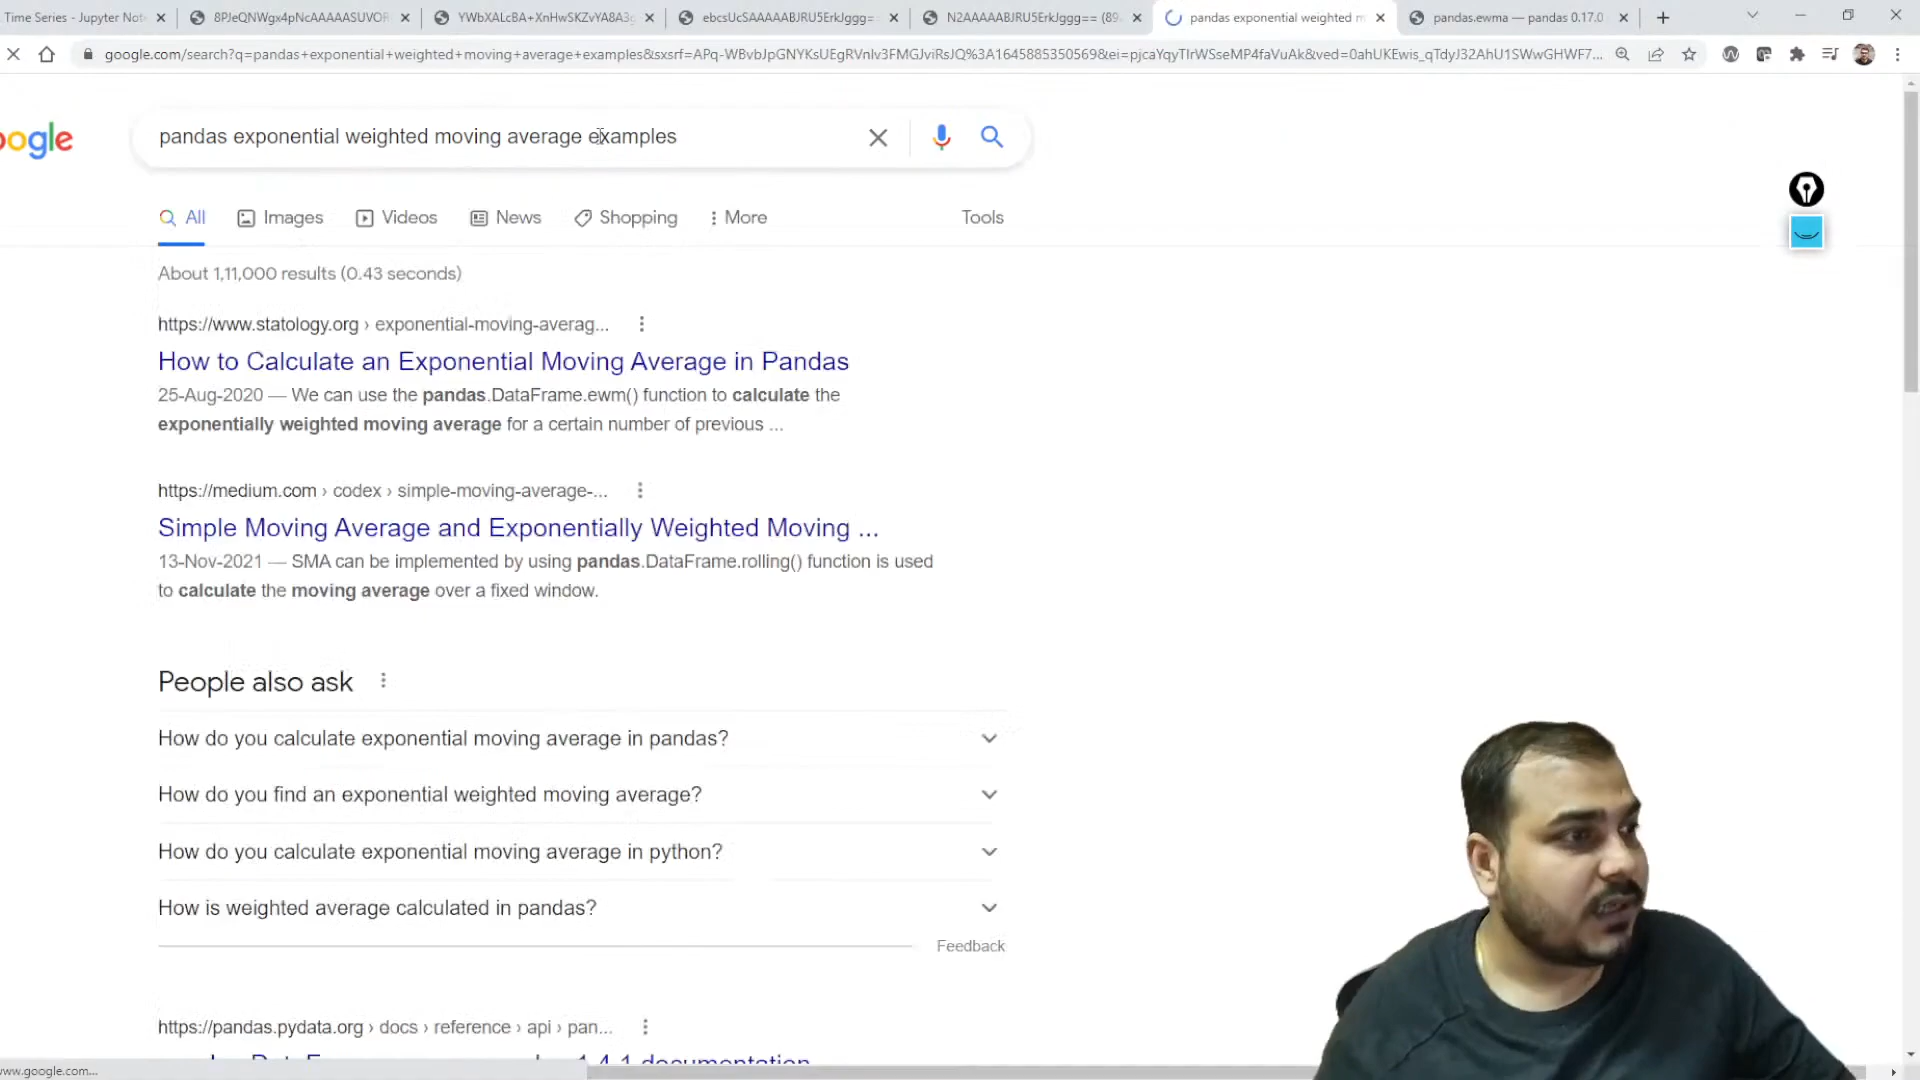 Time Series - Jupyter Note
8PJeQNWgx4pNcAAAAASUVOR
YWbXALcBA+XnHwSKZvYA8A3g
ebcsUcSAAAAABJRU5ErkJggg=
N2AAAAABJRU5ErkJggg== (89
pandas exponential weighted m
pandas.ewma — pandas 0.17.0
google.com/search?q=pandas+exponential+weighted+moving+average+examples&sxsrf=APq-WBvbJpGNYKsUEgRVnIv3FMGJviRsJQ%3A1645885350569&ei=pjcaYqyTIrWSseMP4faVuAk&ved=0ahUKEwis_qTdyJ32AhU1SWwGHWF7...
oogle
pandas exponential weighted moving average examples
All
Images
Videos
News
Shopping
More
Tools
About 1,11,000 results (0.43 seconds)
https://www.statology.org › exponential-moving-averag...
How to Calculate an Exponential Moving Average in Pandas
25-Aug-2020 — We can use the pandas.DataFrame.ewm() function to calculate the
exponentially weighted moving average for a certain number of previous ...
https://medium.com › codex › simple-moving-average-...
Simple Moving Average and Exponentially Weighted Moving ...
13-Nov-2021 — SMA can be implemented by using pandas.DataFrame.rolling() function is used
to calculate the moving average over a fixed window.
People also ask
How do you calculate exponential moving average in pandas?
How do you find an exponential weighted moving average?
How do you calculate exponential moving average in python?
How is weighted average calculated in pandas?
Feedback
https://pandas.pydata.org › docs › reference › api › pan...
1.4.1 documentation
www.google.com...